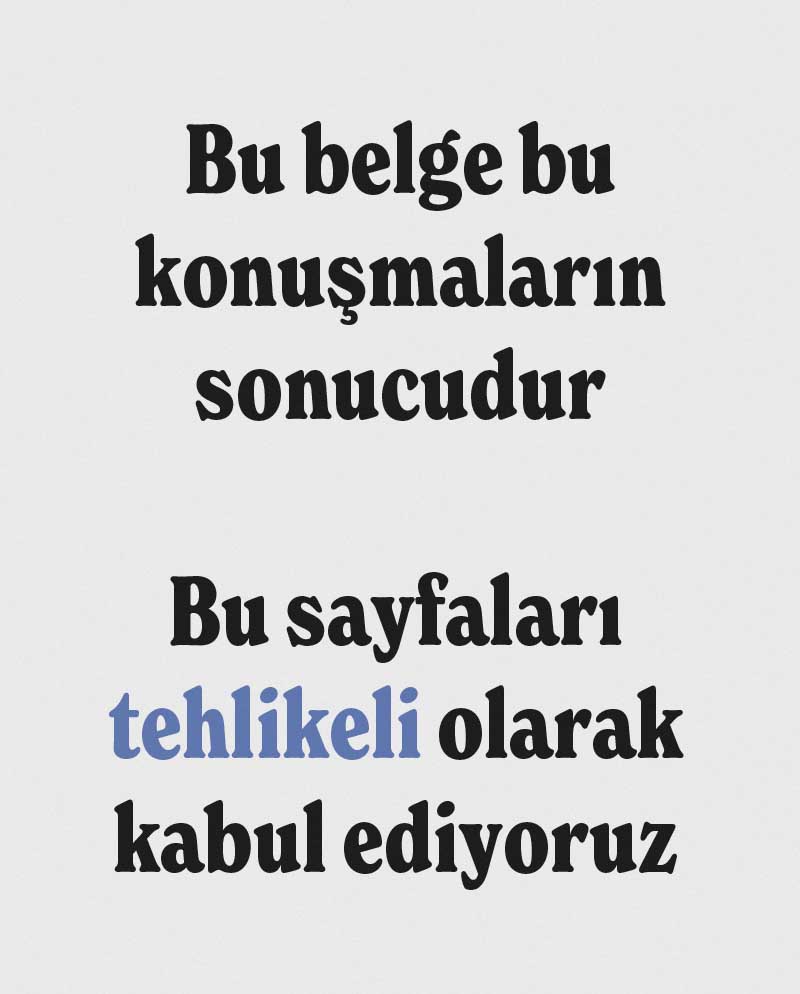 Bu belge bu
konuşmaların
sonucudur
Bu sayfaları
tehlikeli olarak
kabul ediyoruz